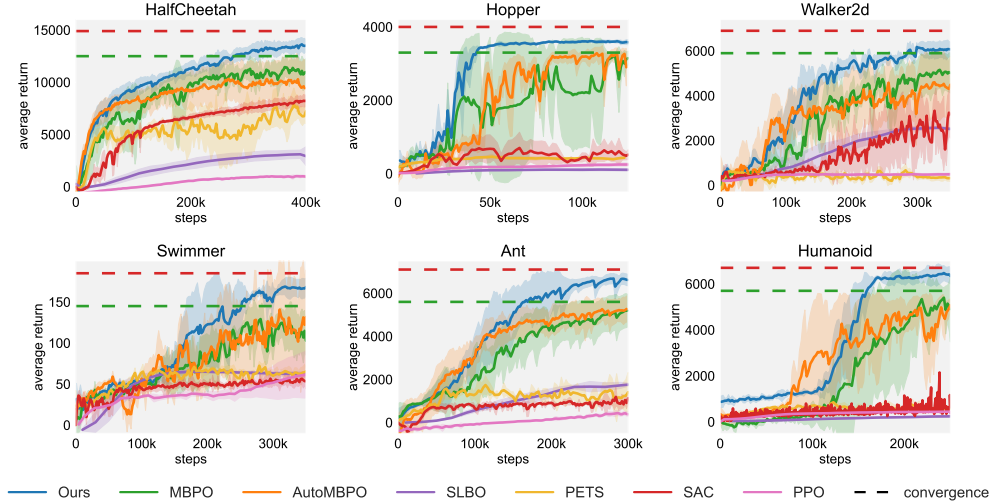 HalfCheetah Hopper Walker2d
average return 15000 10000 5000 0
0 200k 400k
steps
average return 4000 2000 0
0 50k 100k
steps
average return 6000 4000 2000 0
0 100k 200k 300k
steps
Swimmer Ant Humanoid
average return 150 100 50 0
0 100k 200k 300k
steps
average return 6000 4000 2000 0
0 100k 200k 300k
steps
average return 6000 4000 2000 0
0 100k 200k
steps
Ours MBPO AutoMBPO SLBO PETS SAC PPO convergence